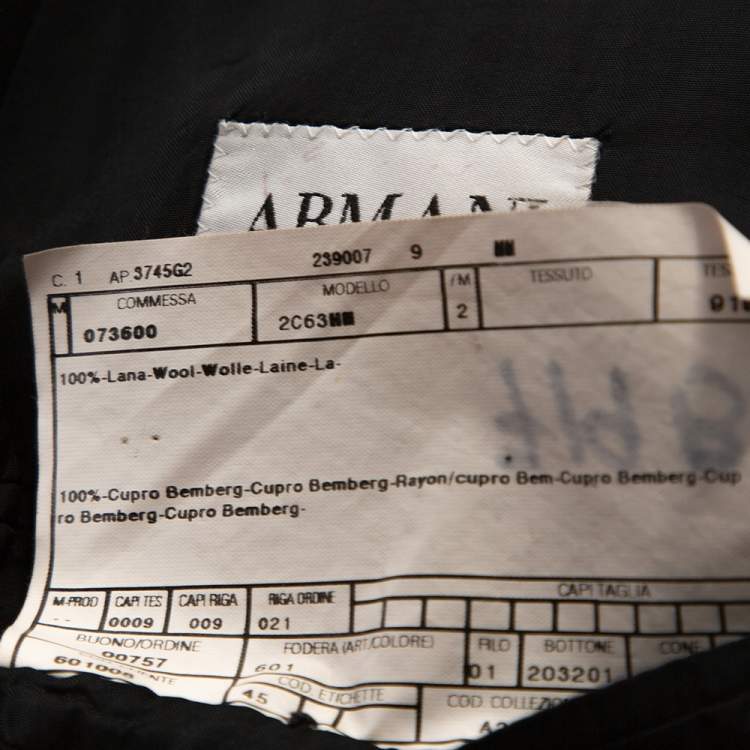 ARMANI
C. 1 AP.3745G2 239007 9
M COMMESSA MODELLO /M TESSUTO
073600 2C63 2
100%-Lana-Wool-Wolle-Laine-La-
100%-Cupro Bemberg-Cupro Bemberg-Rayon/cupro Bem-Cupro Bemberg-Cup
ro Bemberg-Cupro Bemberg-
M-PROD CAPI TES CAPI RIGA RIGA ORDINE CAPI TAGLIA
-- 0009 009 021
BUONO/ORDINE FODERA (ART/COLORE) FILO BOTTONE
00757 601 01 203201
COD. ETICHETTE
45